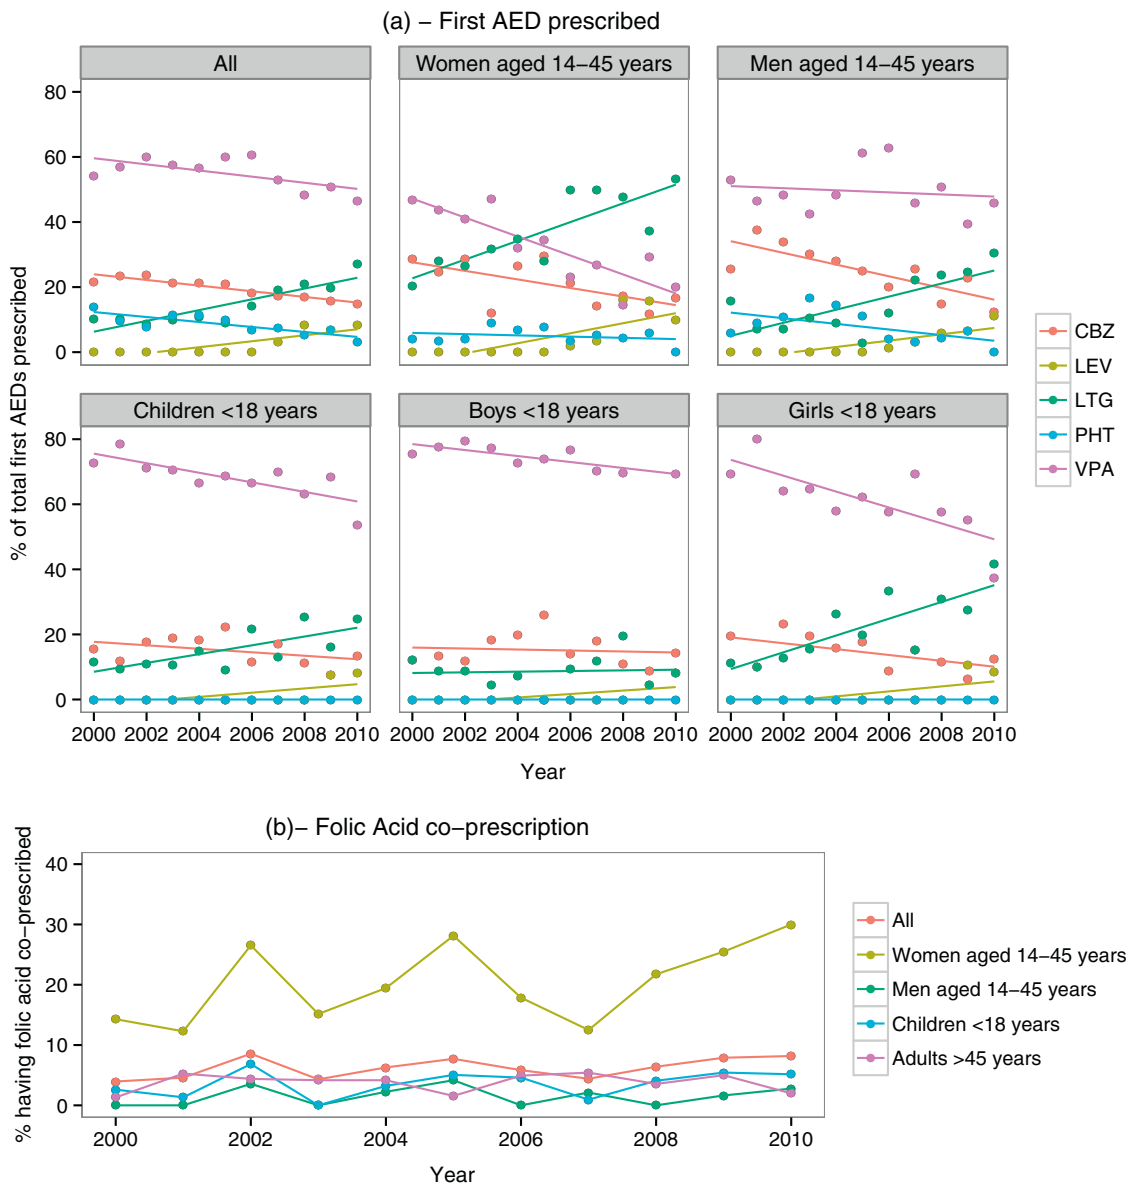 (a) − First AED prescribed
All
Women aged 14−45 years
Men aged 14−45 years
80
60
40
20
0
% of total first AEDs prescribed
CBZ
LEV
LTG
PHT
VPA
Children <18 years
Boys <18 years
Girls <18 years
80
60
40
20
0
2000 2002 2004 2006 2008 2010
2000 2002 2004 2006 2008 2010
2000 2002 2004 2006 2008 2010
Year
(b)− Folic Acid co−prescription
% having folic acid co−prescribed
40
30
20
10
0
2000 2002 2004 2006 2008 2010
Year
All
Women aged 14−45 years
Men aged 14−45 years
Children <18 years
Adults >45 years